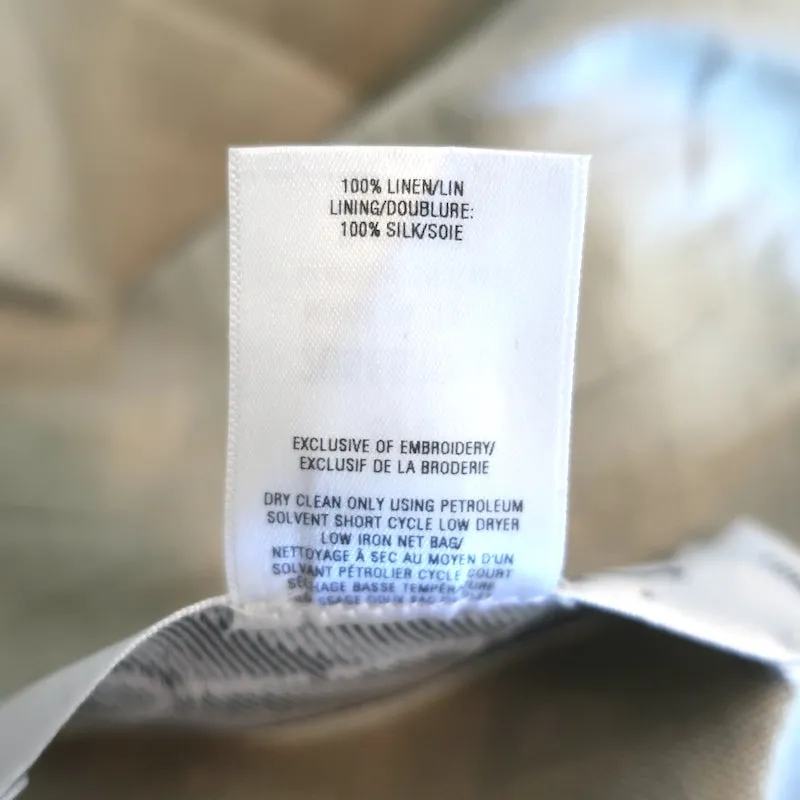 100% LINEN/LIN
LINING/DOUBLURE:
100% SILK/SOIE
EXCLUSIVE OF EMBROIDERY/
EXCLUSIF DE LA BRODERIE
DRY CLEAN ONLY USING PETROLEUM
SOLVENT SHORT CYCLE LOW DRYER
LOW IRON NET BAG/
NETTOYAGE À SEC AU MOYEN D'UN
SOLVANT PÉTROLIER CYCLE COURT
BASSE
DOUX